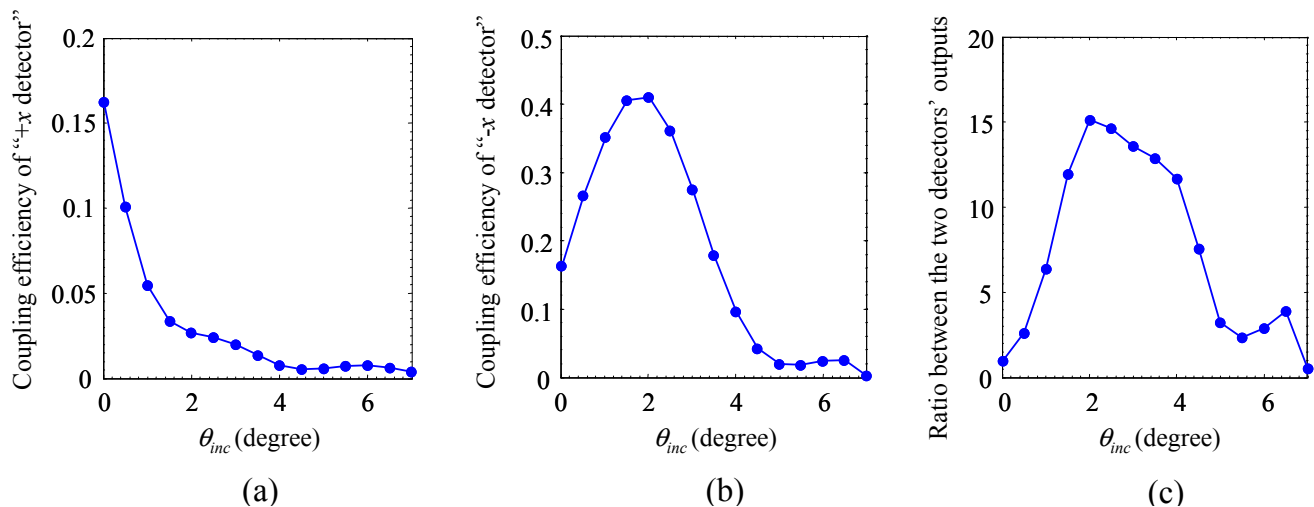 Coupling efficiency of “+x detector”
0.2
0.15
0.1
0.05
0
0 2 4 6
θinc (degree)
(a)
Coupling efficiency of “-x detector”
0.5
0.4
0.3
0.2
0.1
0
0 2 4 6
θinc (degree)
(b)
Ratio between the two detectors’ outputs
20
15
10
5
0
0 2 4 6
θinc (degree)
(c)